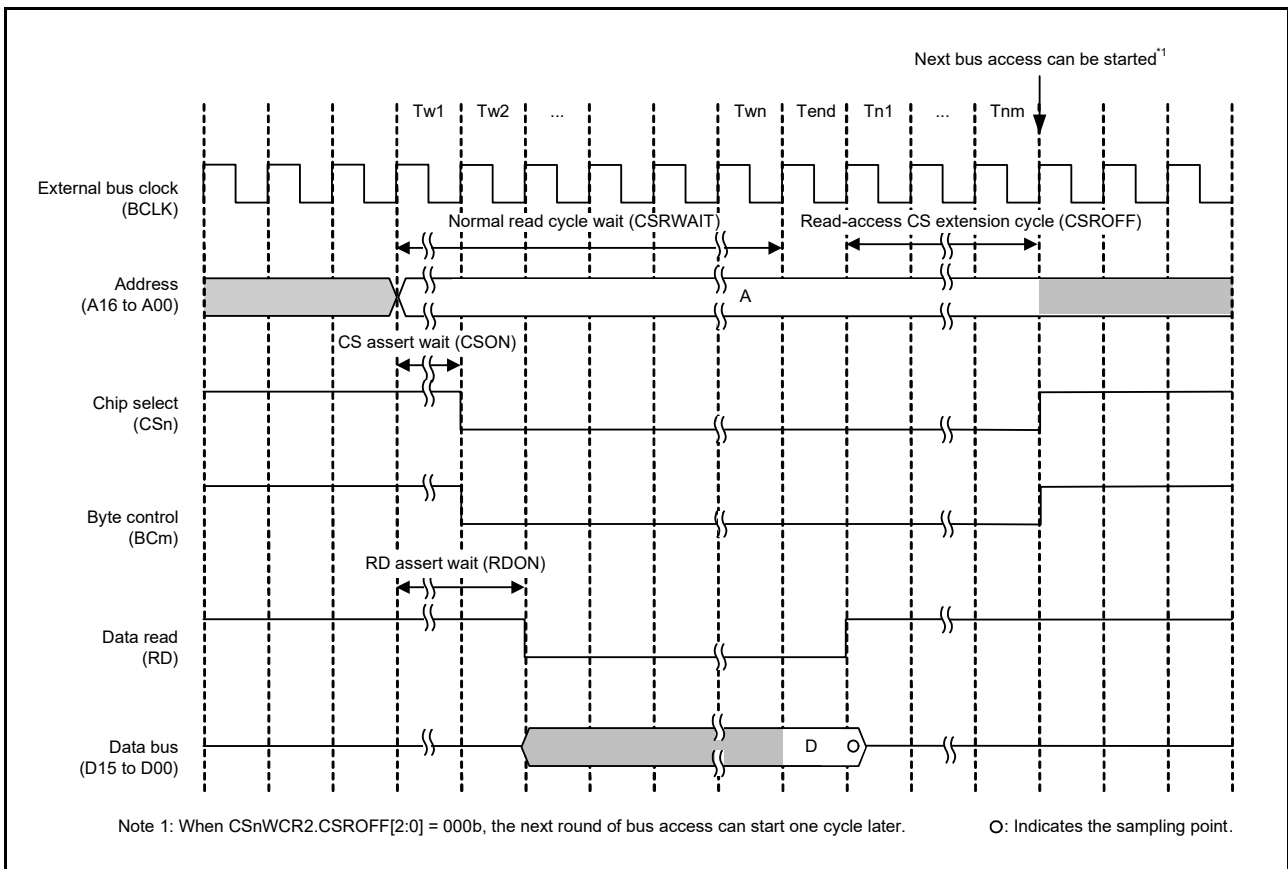 Next bus access can be started*1
Tw1 Tw2 ... Twn Tend Tn1 ... Tnm
External bus clock
(BCLK)
Normal read cycle wait (CSRWAIT)
Read-access CS extension cycle (CSROFF)
Address
(A16 to A00)
A
CS assert wait (CSON)
Chip select
(CSn)
Byte control
(BCm)
RD assert wait (RDON)
Data read
(RD)
Data bus
(D15 to D00)
D
Note 1: When CSnWCR2.CSROFF[2:0] = 000b, the next round of bus access can start one cycle later.
O: Indicates the sampling point.